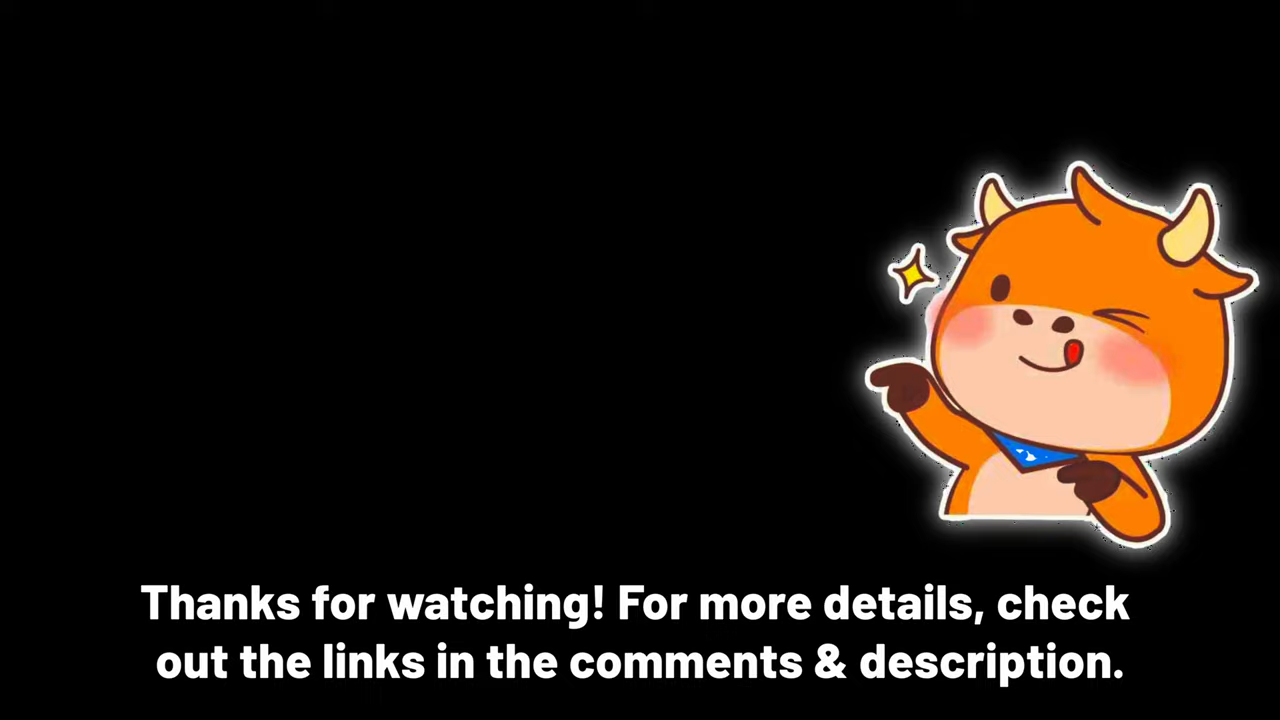 Thanks for watching! For more details, check
out the links in the comments & description.